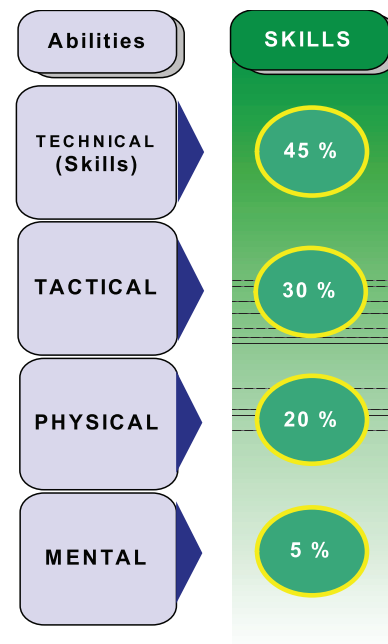 Abilities
SKILLS
TECHNICAL
(Skills)
45 %
TACTICAL
30 %
PHYSICAL
20 %
MENTAL
5 %